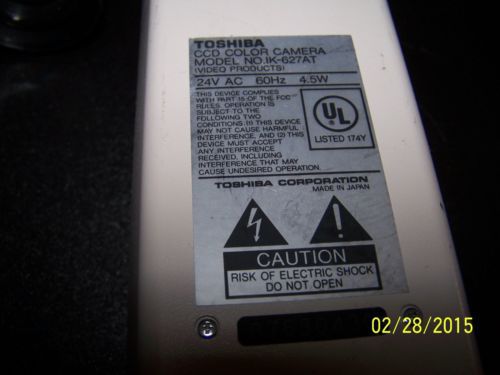 TOSHIBA
CCD COLOR CAMERA
MODEL NO.IK-627AT
(VIDEO PRODUCTS)
24V AC 60Hz 4.5W
THIS DEVICE COMPLIES
WITH PART 15 OF THE FCC
RULES. OPERATION IS
SUBJECT TO THE
FOLLOWING TWO
CONDITIONS: (1) THIS DEVICE
MAY NOT CAUSE HARMFUL
INTERFERENCE, AND (2) THIS
DEVICE MUST ACCEPT
ANY INTERFERENCE
RECEIVED, INCLUDING
INTERFERENCE THAT MAY
CAUSE UNDESIRED OPERATION.
UL
LISTED 174Y
TOSHIBA CORPORATION
MADE IN JAPAN
CAUTION
RISK OF ELECTRIC SHOCK
DO NOT OPEN
02/28/2015